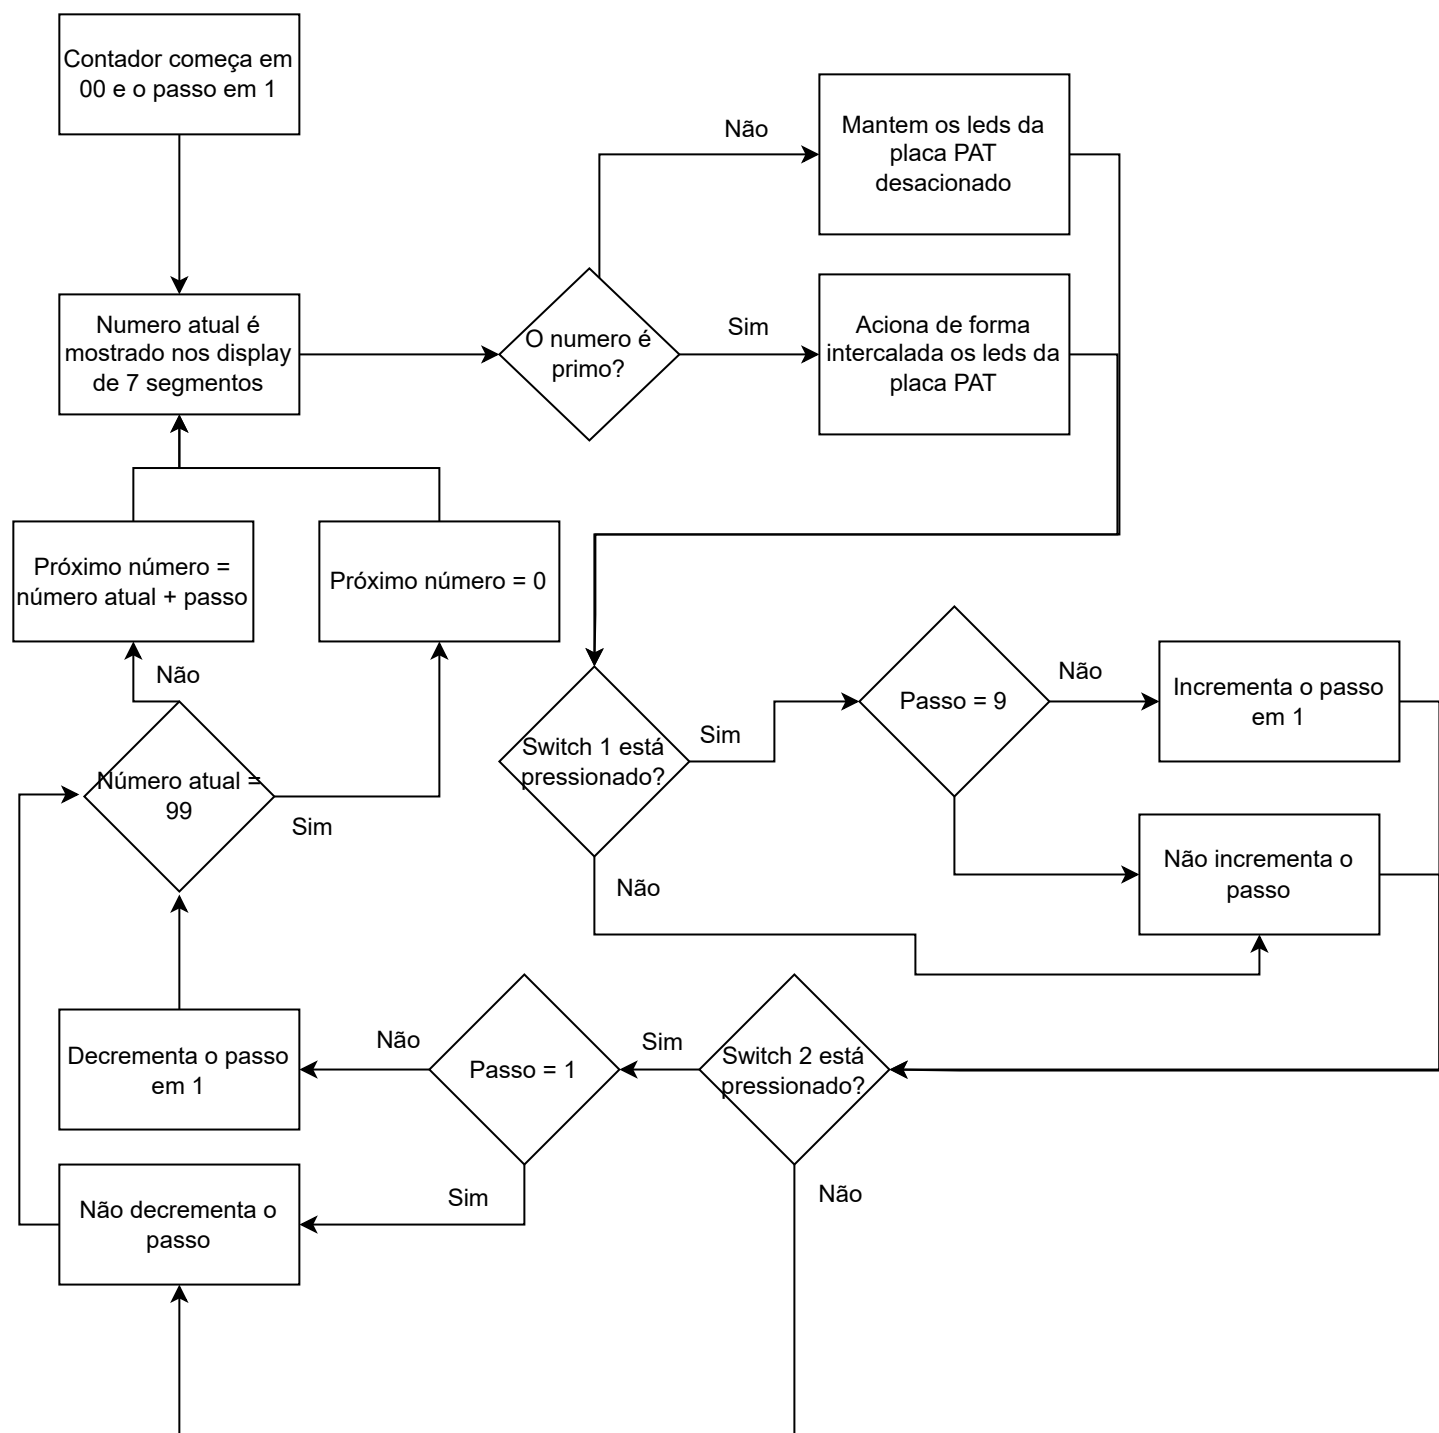 Contador começa em
00 e o passo em 1
Não
Mantem os leds da
placa PAT
desacionado
Numero atual é
mostrado nos display
de 7 segmentos
O numero é
primo?
Sim
Aciona de forma
intercalada os leds da
placa PAT
Próximo número =
número atual + passo
Próximo número = 0
Não
Número atual =
99
Sim
Switch 1 está
pressionado?
Sim
Passo = 9
Não
Incrementa o passo
em 1
Não
Não incrementa o
passo
Decrementa o passo
em 1
Não
Passo = 1
Sim
Switch 2 está
pressionado?
Não decrementa o
passo
Sim
Não